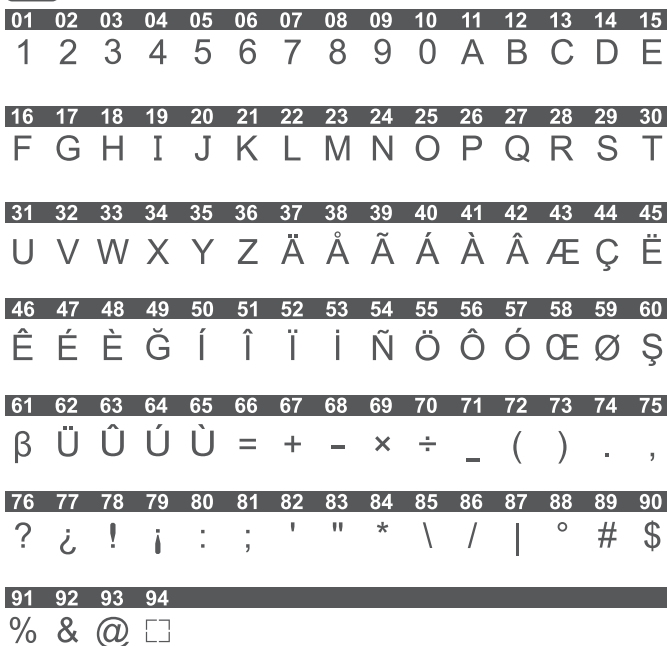 01 02 03 04 05 06 07 08 09 10 11 12 13 14 15
1 2 3 4 5 6 7 8 9 0 A B C D E
16 17 18 19 20 21 22 23 24 25 26 27 28 29 30
F G H I J K L M N O P Q R S T
31 32 33 34 35 36 37 38 39 40 41 42 43 44 45
U V W X Y Z Ä Å Ã Á À Â Æ Ç Ë
46 47 48 49 50 51 52 53 54 55 56 57 58 59 60
Ê É È Ğ Í Î Ï İ Ñ Ö Ô Ó Œ Ø Ş
61 62 63 64 65 66 67 68 69 70 71 72 73 74 75
β Ü Û Ú Ù = + - × ÷ _ ( ) . ,
76 77 78 79 80 81 82 83 84 85 86 87 88 89 90
? ¿ ! ¡ : ; ' " * \ / | ° # $
91 92 93 94
% & @ [ ]